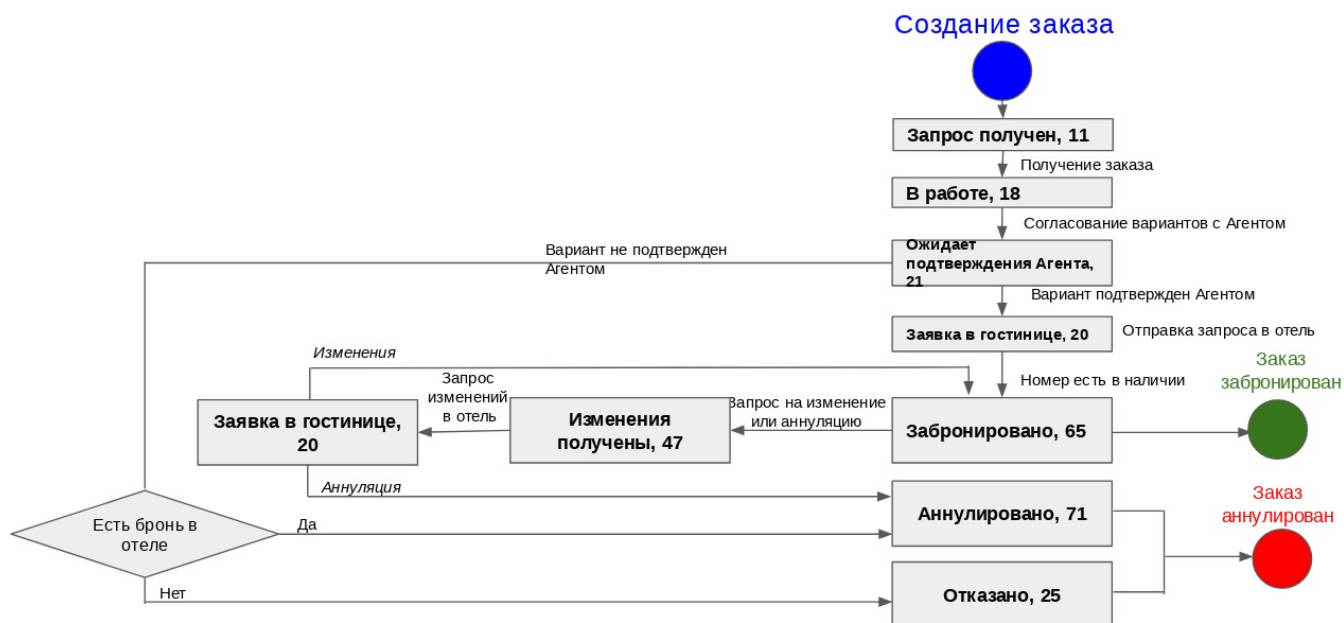 Создание заказа
Запрос получен, 11
Получение заказа
В работе, 18
Согласование вариантов с Агентом
Вариант не подтвержден
Агентом
Ожидает
подтверждения Агента,
21
Вариант подтвержден Агентом
Заявка в гостинице, 20
Отправка запроса в отель
Изменения
Номер есть в наличии
Заказ
забронирован
Заявка в гостинице,
20
Запрос
изменений
в отель
Изменения
получены, 47
Запрос на изменение
или аннуляцию
Забронировано, 65
Аннуляция
Аннулировано, 71
Заказ
аннулирован
Есть бронь в
отеле
Да
Нет
Отказано, 25